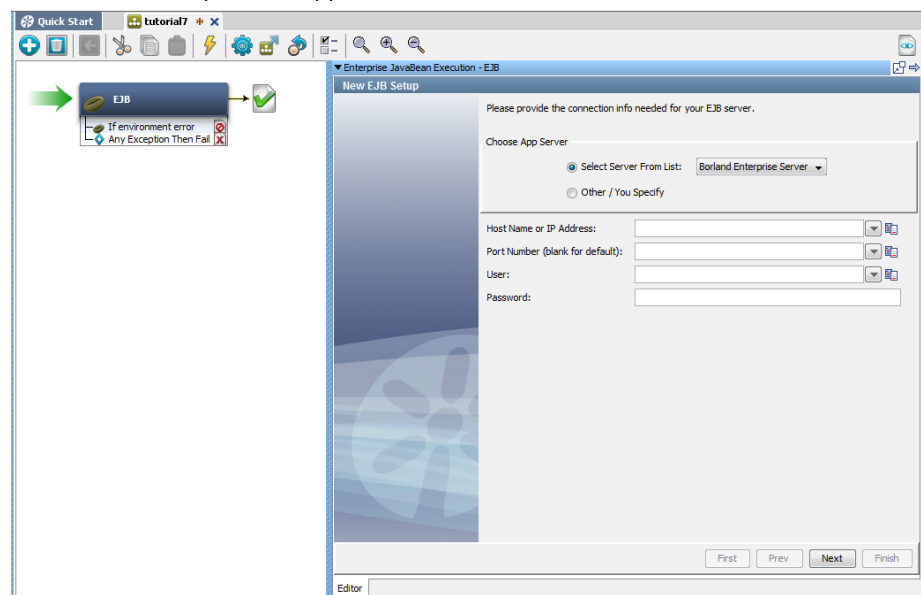 Quick Start
tutorial7
Enterprise JavaBean Execution - EJB
New EJB Setup
EJB
If environment error
Any Exception Then Fail
Please provide the connection info needed for your EJB server.
Choose App Server
Select Server From List: Borland Enterprise Server
Other / You Specify
Host Name or IP Address:
Port Number (blank for default):
User:
Password:
First Prev Next Finish
Editor